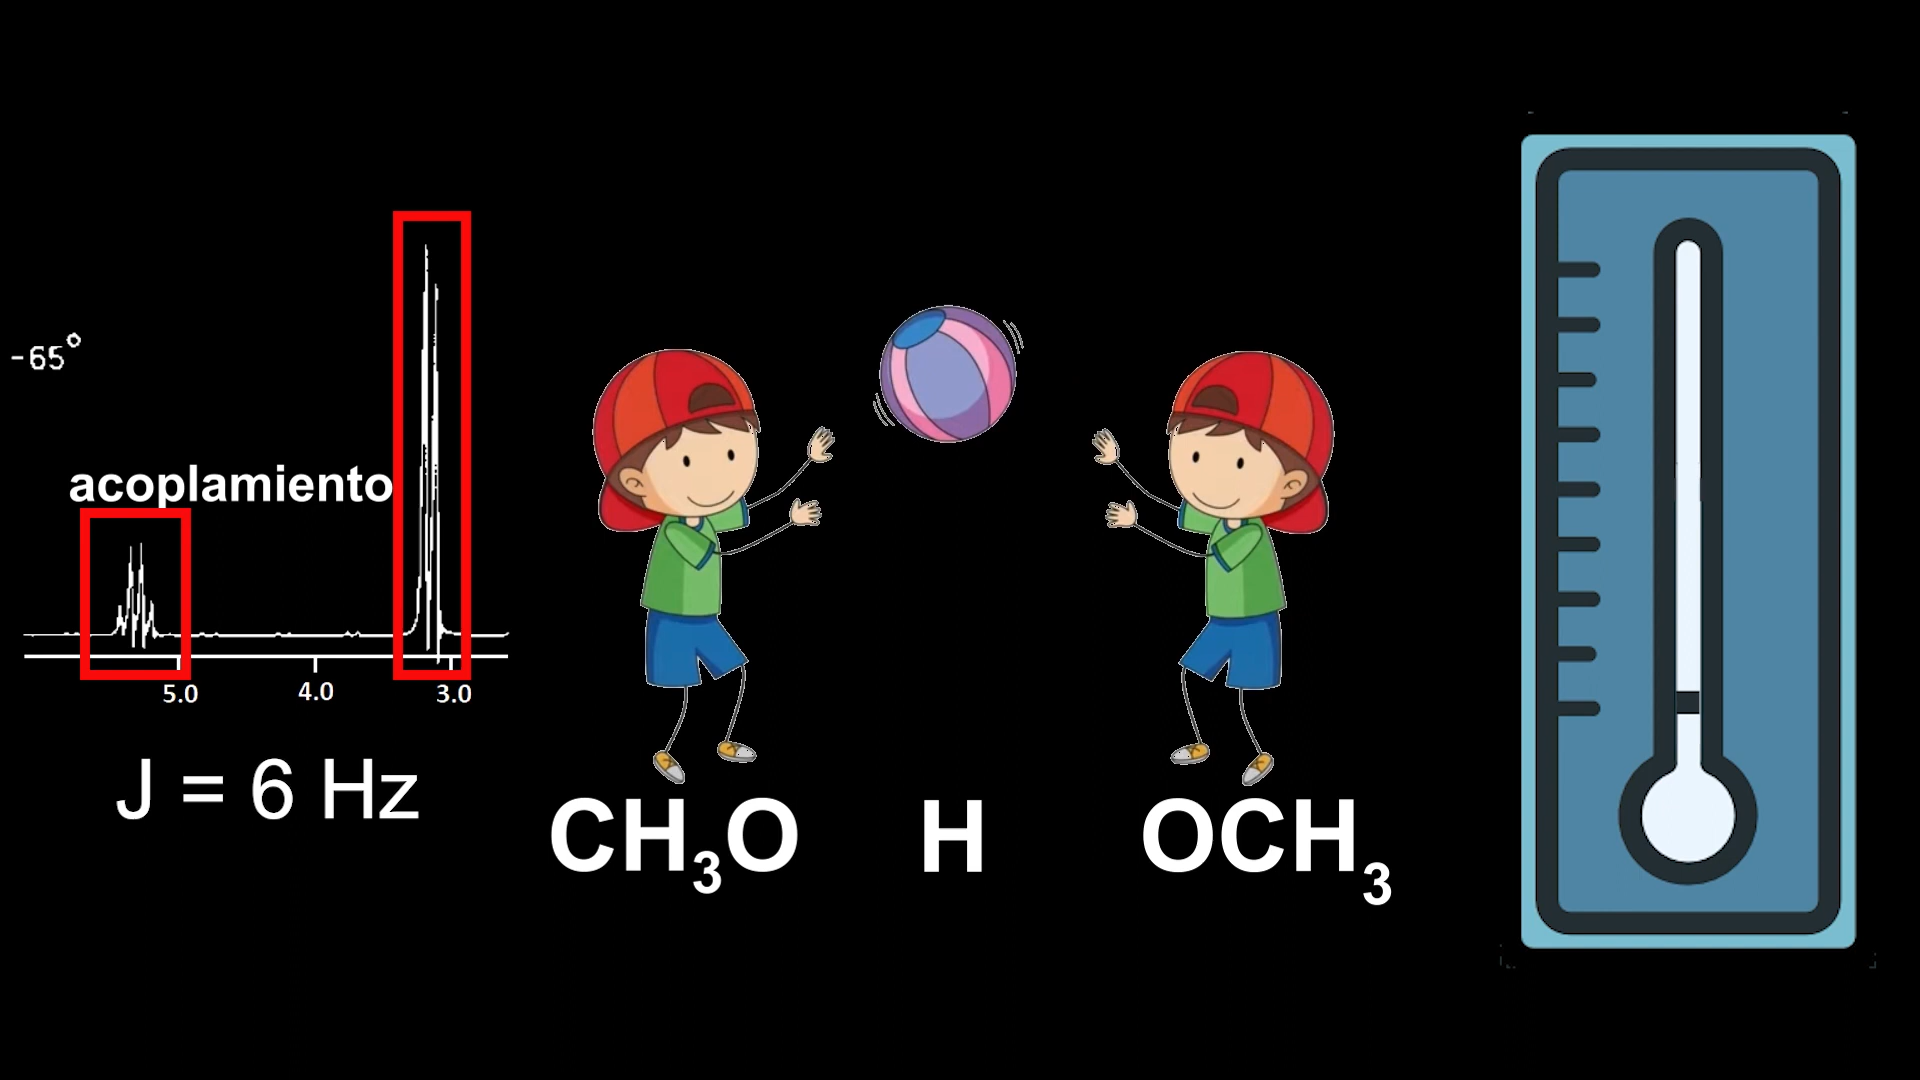 -65°
acoplamiento
5.0 4.0 3.0
J = 6 Hz
CH₃O H OCH₃